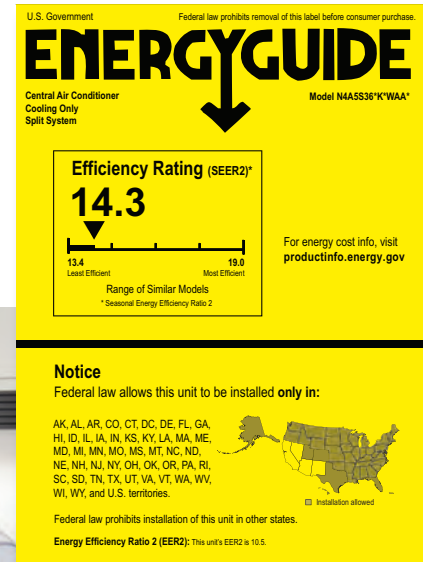 U.S. Government
Federal law prohibits removal of this label before consumer purchase.
ENERGYGUIDE
Central Air Conditioner
Cooling Only
Split System
Model N4A5S36*K*WAA*
Efficiency Rating (SEER2)*
14.3
13.4
19.0
Least Efficient
Most Efficient
Range of Similar Models
* Seasonal Energy Efficiency Ratio 2
For energy cost info, visit
productinfo.energy.gov
Notice
Federal law allows this unit to be installed only in:
AK, AL, AR, CO, CT, DC, DE, FL, GA,
HI, ID, IL, IA, IN, KS, KY, LA, MA, ME,
MD, MI, MN, MO, MS, MT, NC, ND,
NE, NH, NJ, NY, OH, OK, OR, PA, RI,
SC, SD, TN, TX, UT, VA, VT, WA, WV,
WI, WY, and U.S. territories.
Installation allowed
Federal law prohibits installation of this unit in other states.
Energy Efficiency Ratio 2 (EER2): This unit's EER2 is 10.5.